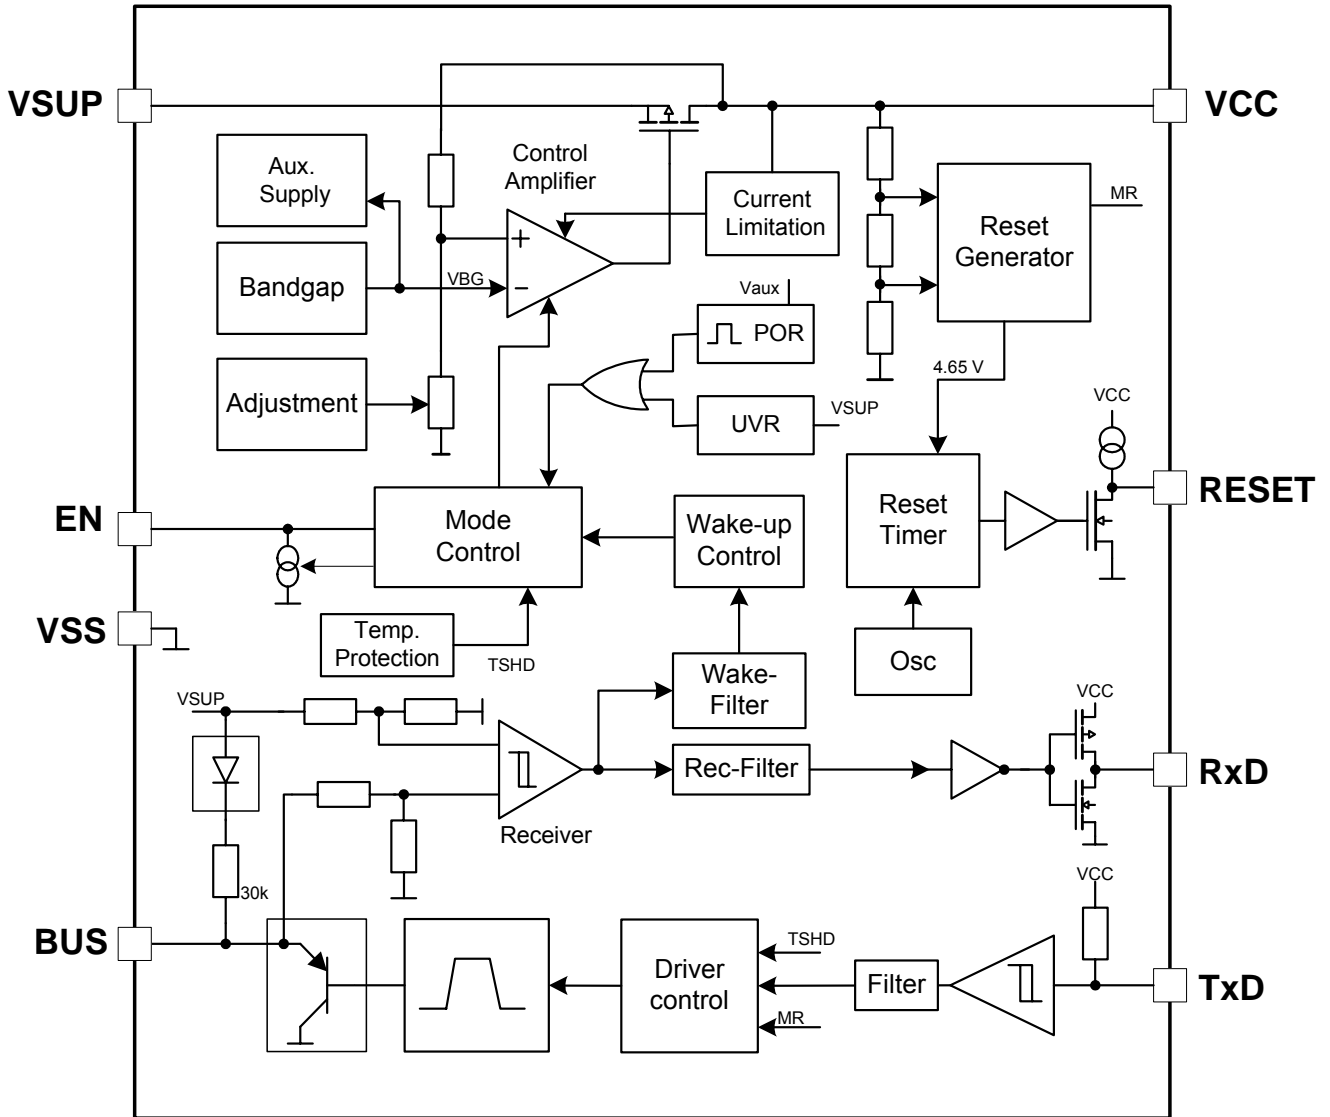 VSUP
VCC
Aux.
Supply
Control
Amplifier
Current
Limitation
Reset
Generator
MR
Bandgap
VBG
+
−
Vaux
POR
4.65 V
Adjustment
UVR
VSUP
VCC
EN
Mode
Control
Wake-up
Control
Reset
Timer
RESET
VSS
Temp.
Protection
TSHD
Wake-
Filter
Osc
VSUP
VCC
Rec-Filter
RxD
Receiver
30k
VCC
BUS
Driver
control
TSHD
MR
Filter
TxD